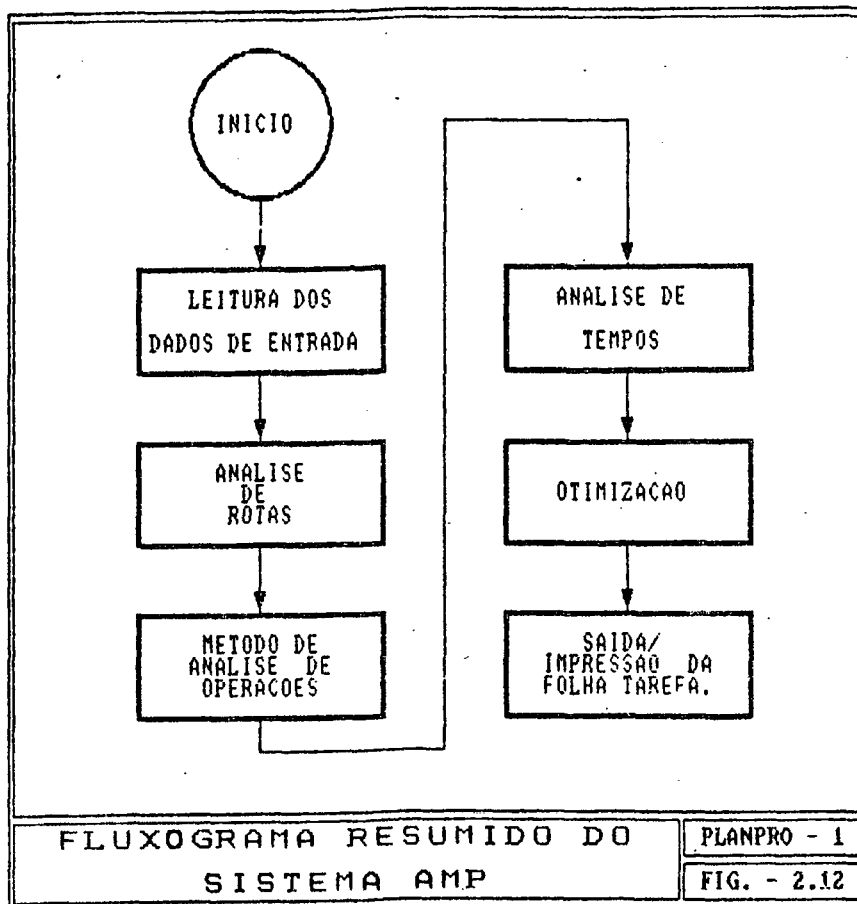 INICIO
LEITURA DOS
DADOS DE ENTRADA
ANALISE
DE
ROTAS
METODO DE
ANALISE DE
OPERACOES
ANALISE DE
TEMPOS
OTIMIZACAO
SAIDA/
IMPRESSAO DA
FOLHA TAREFA.
FLUXOGRAMA RESUMIDO DO
SISTEMA AMP
PLANPRO - 1
FIG. - 2.12